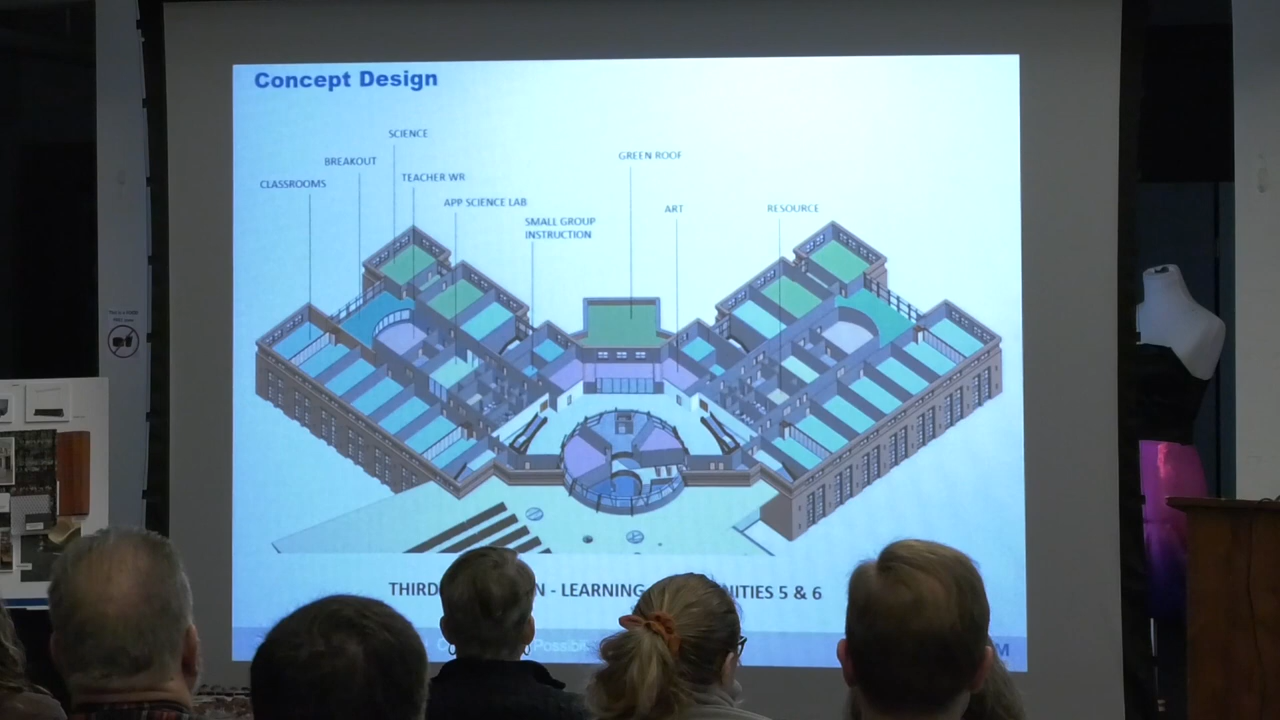 Concept Design
SCIENCE
BREAKOUT
GREEN ROOF
CLASSROOMS
TEACHER WR
APP SCIENCE LAB
ART
RESOURCE
SMALL GROUP
INSTRUCTION
THIRD - LEARNING 5 & 6